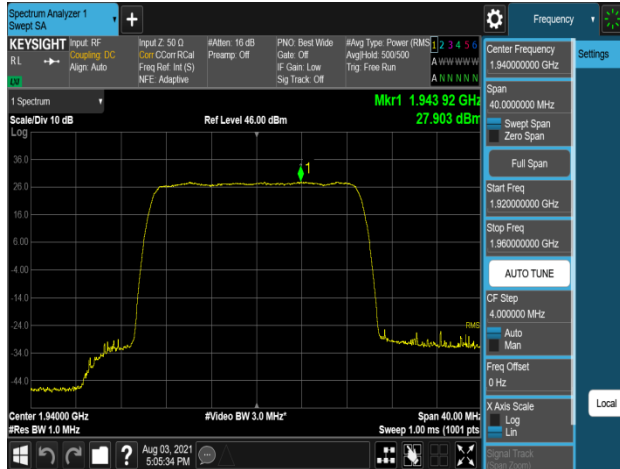 Spectrum Analyzer 1
Swept SA
Frequency
KEYSIGHT
RL
Input: RF
Coupling: DC
Align: Auto
Input Z: 50 Ω
Corr CCorr RCal
Freq Ref: Int (S)
NFE: Adaptive
#Atten: 16 dB
Preamp: Off
PNO: Best Wide
Gate: Off
IF Gain: Low
Sig Track: Off
#Avg Type: Power (RMS
Avg|Hold: 500/500
Trig: Free Run
1 2 3 4 5 6
A W W W W W
A N N N N N
Center Frequency
1.940000000 GHz
Settings
Span
40.0000000 MHz
Swept Span
Zero Span
Full Span
Start Freq
1.920000000 GHz
Stop Freq
1.960000000 GHz
AUTO TUNE
CF Step
4.000000 MHz
Auto
Man
Freq Offset
0 Hz
X Axis Scale
Log
Lin
Local
Signal Track
(Span Zoom)
1 Spectrum
Mkr1 1.943 92 GHz
27.903 dBm
Scale/Div 10 dB
Ref Level 46.00 dBm
Log
36.0
1
26.0
16.0
6.00
-4.00
-14.0
-24.0
RMS
-34.0
-44.0
Center 1.94000 GHz
#Video BW 3.0 MHz*
Span 40.00 MHz
#Res BW 1.0 MHz
Sweep 1.00 ms (1001 pts
?
Aug 03, 2021
5:05:34 PM